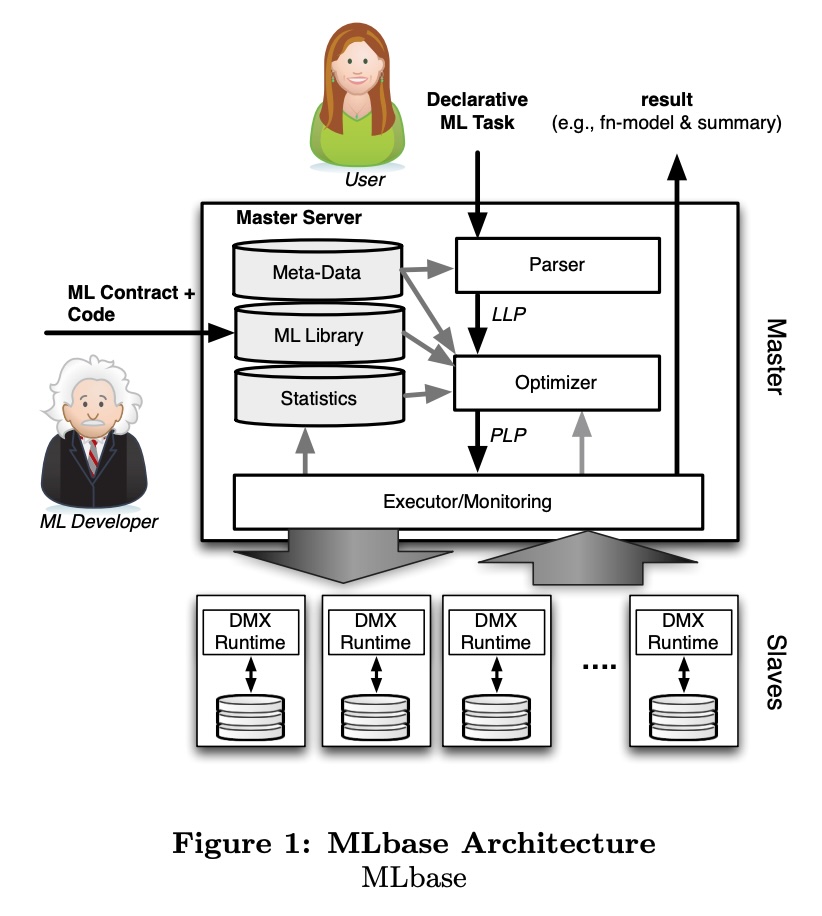 Declarative
ML Task
result
(e.g., fn-model & summary)
User
Master Server
Meta-Data
Parser
ML Contract +
Code
LLP
ML Library
Optimizer
Statistics
PLP
ML Developer
Executor/Monitoring
Master
DMX
Runtime
DMX
Runtime
DMX
Runtime
....
DMX
Runtime
Slaves
Figure 1: MLbase Architecture
MLbase